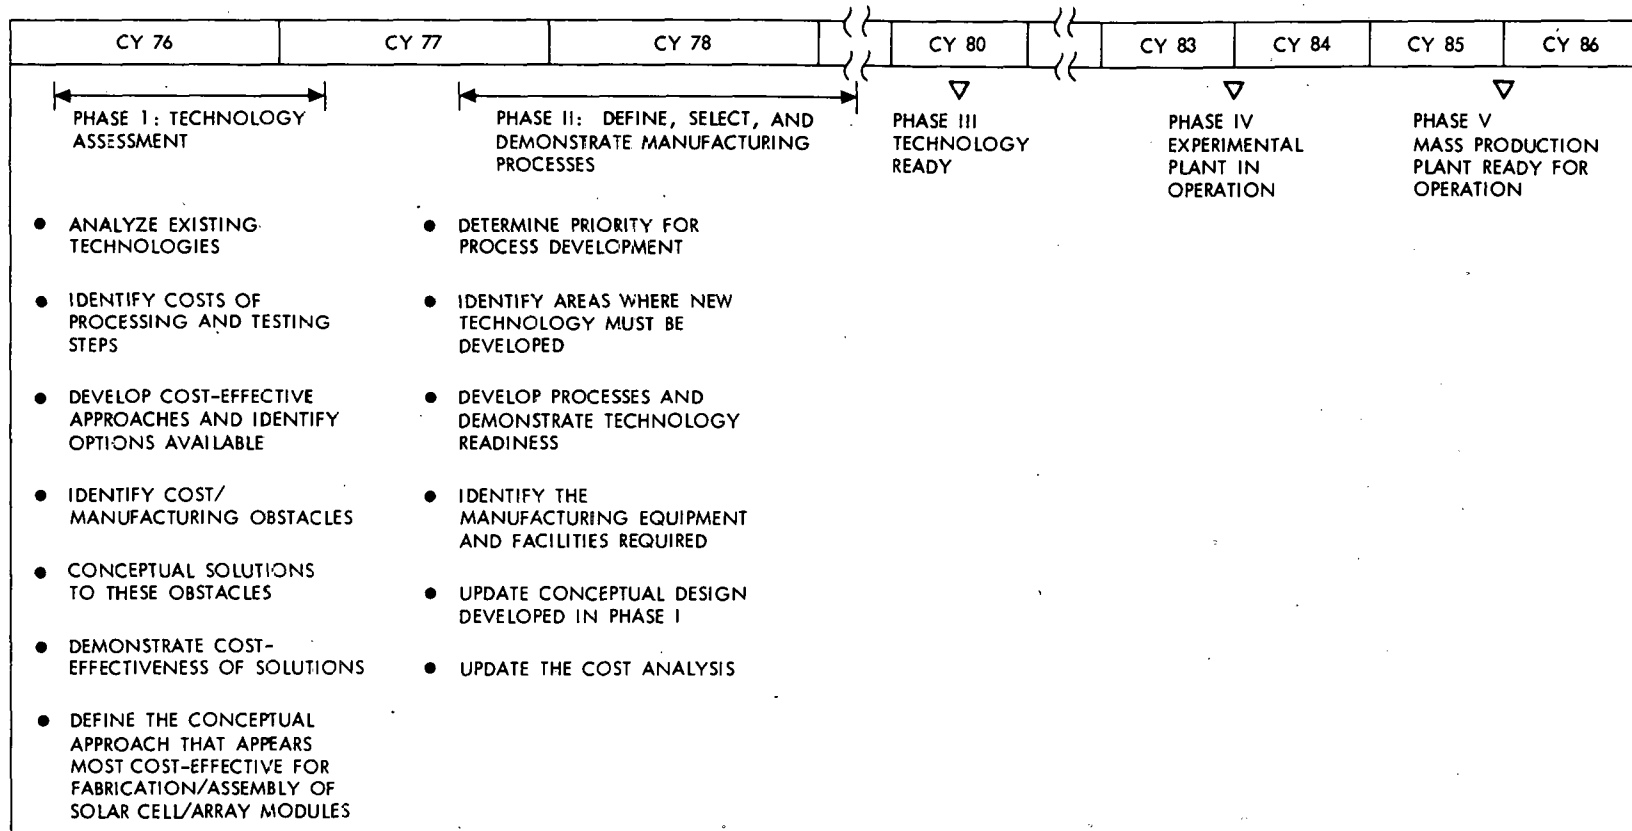 CY 76 CY 77 CY 78 CY 80 CY 83 CY 84 CY 85 CY 86
PHASE I: TECHNOLOGY
ASSESSMENT
PHASE II: DEFINE, SELECT, AND
DEMONSTRATE MANUFACTURING
PROCESSES
PHASE III
TECHNOLOGY
READY
PHASE IV
EXPERIMENTAL
PLANT IN
OPERATION
PHASE V
MASS PRODUCTION
PLANT READY FOR
OPERATION
● ANALYZE EXISTING
TECHNOLOGIES
● IDENTIFY COSTS OF
PROCESSING AND TESTING
STEPS
● DEVELOP COST-EFFECTIVE
APPROACHES AND IDENTIFY
OPTIONS AVAILABLE
● IDENTIFY COST/
MANUFACTURING OBSTACLES
● CONCEPTUAL SOLUTIONS
TO THESE OBSTACLES
● DEMONSTRATE COST-
EFFECTIVENESS OF SOLUTIONS
● DEFINE THE CONCEPTUAL
APPROACH THAT APPEARS
MOST COST-EFFECTIVE FOR
FABRICATION/ASSEMBLY OF
SOLAR CELL/ARRAY MODULES
● DETERMINE PRIORITY FOR
PROCESS DEVELOPMENT
● IDENTIFY AREAS WHERE NEW
TECHNOLOGY MUST BE
DEVELOPED
● DEVELOP PROCESSES AND
DEMONSTRATE TECHNOLOGY
READINESS
● IDENTIFY THE
MANUFACTURING EQUIPMENT
AND FACILITIES REQUIRED
● UPDATE CONCEPTUAL DESIGN
DEVELOPED IN PHASE I
● UPDATE THE COST ANALYSIS